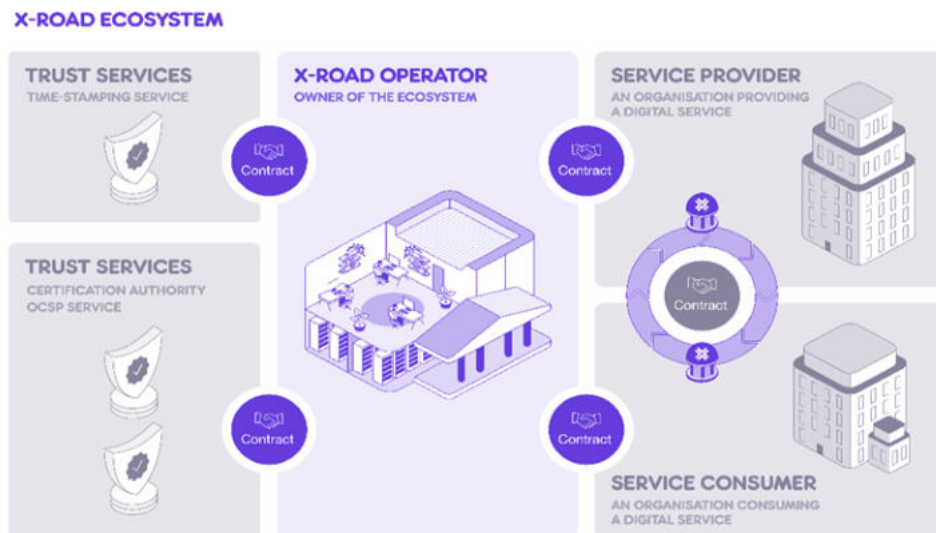 X-ROAD ECOSYSTEM
TRUST SERVICES
TIME-STAMPING SERVICE
Contract
TRUST SERVICES
CERTIFICATION AUTHORITY
OCSP SERVICE
Contract
X-ROAD OPERATOR
OWNER OF THE ECOSYSTEM
Contract
Contract
SERVICE PROVIDER
AN ORGANISATION PROVIDING
A DIGITAL SERVICE
Contract
SERVICE CONSUMER
AN ORGANISATION CONSUMING
A DIGITAL SERVICE